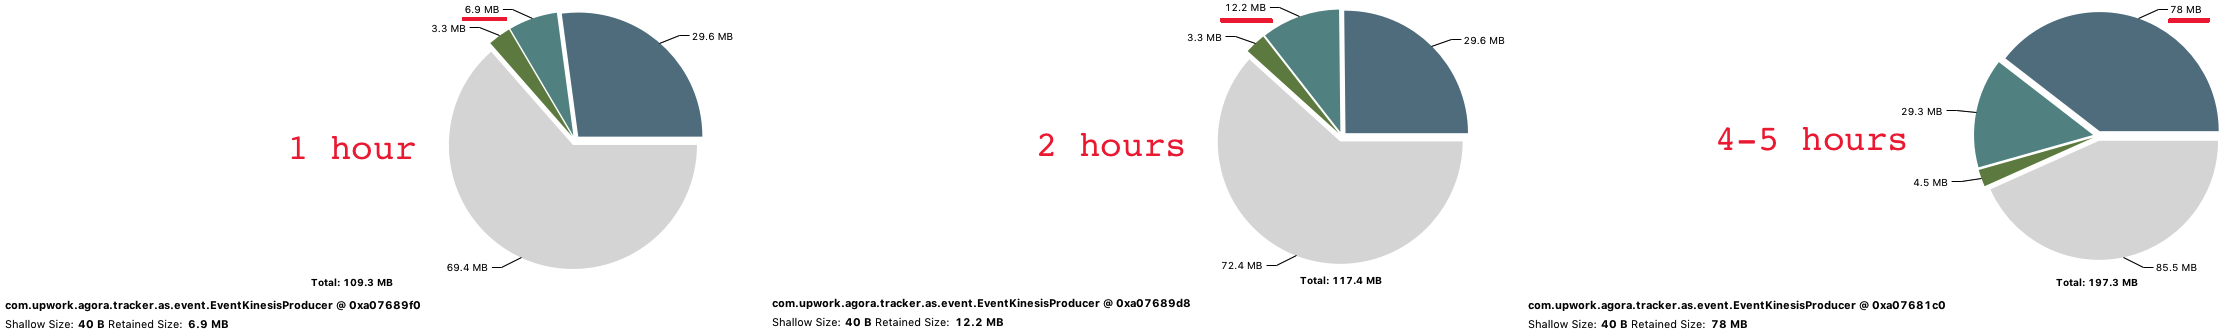 6.9 MB
3.3 MB
29.6 MB
1 hour
69.4 MB
Total: 109.3 MB
com.upwork.agora.tracker.as.event.EventKinesisProducer @ 0xa07689f0
Shallow Size: 40 B Retained Size: 6.9 MB
12.2 MB
3.3 MB
29.6 MB
2 hours
72.4 MB
Total: 117.4 MB
com.upwork.agora.tracker.as.event.EventKinesisProducer @ 0xa07689d8
Shallow Size: 40 B Retained Size: 12.2 MB
78 MB
29.3 MB
4-5 hours
4.5 MB
85.5 MB
Total: 197.3 MB
com.upwork.agora.tracker.as.event.EventKinesisProducer @ 0xa07681c0
Shallow Size: 40 B Retained Size: 78 MB